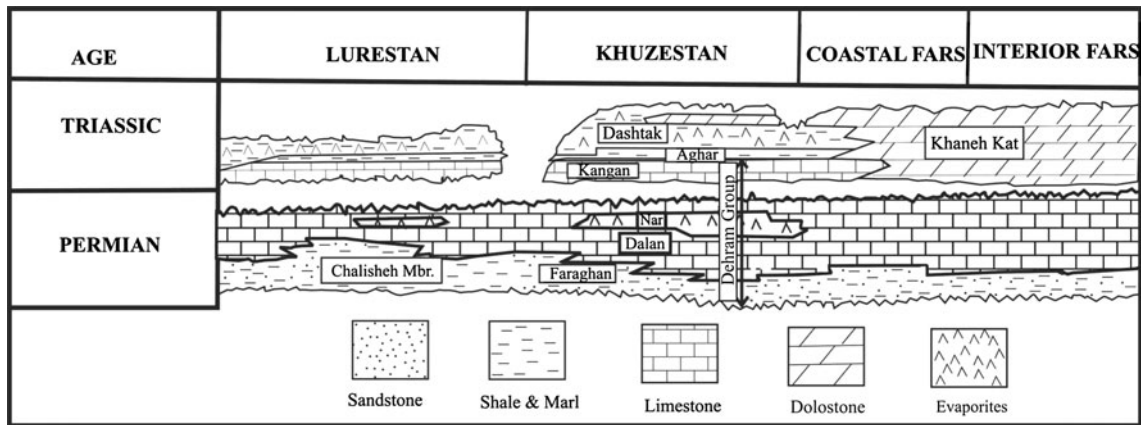 AGE
LURESTAN
KHUZESTAN
COASTAL FARS
INTERIOR FARS
TRIASSIC
Dashtak
Aghar
Kangan
Khaneh Kat
PERMIAN
Nar
Dalan
Chalisheh Mbr.
Faraghan
Dehram Group
Sandstone
Shale & Marl
Limestone
Dolostone
Evaporites